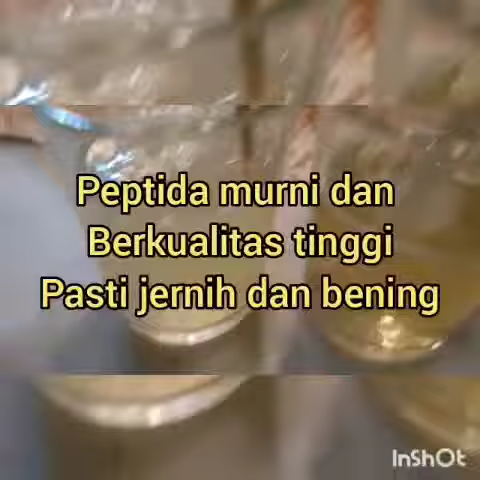 Peptida murni dan
Berkualitas tinggi
Pasti jernih dan bening
InShOt